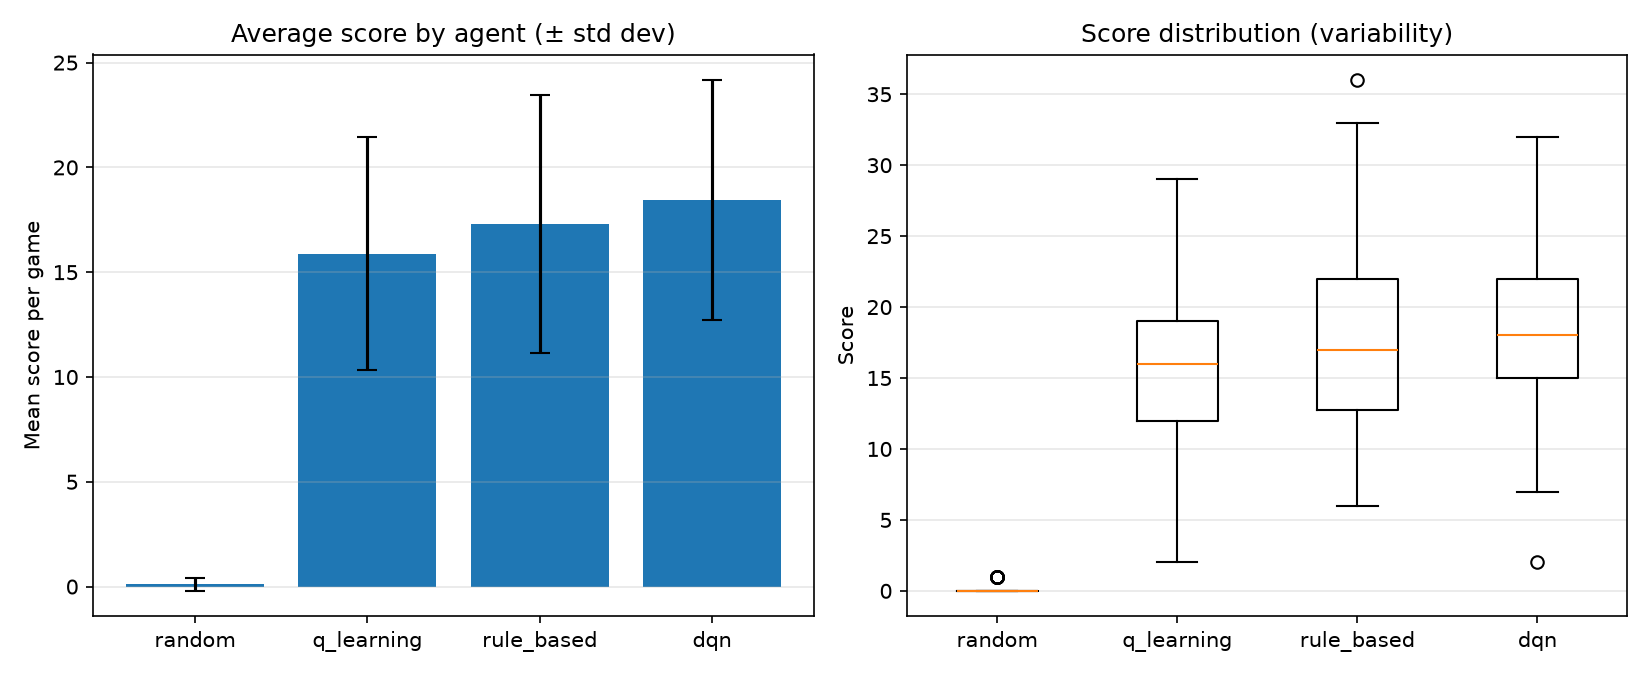 Average score by agent (± std dev)
Mean score per game
25
20
15
10
5
0
random
q_learning
rule_based
dqn
Score distribution (variability)
Score
35
30
25
20
15
10
5
0
random
q_learning
rule_based
dqn